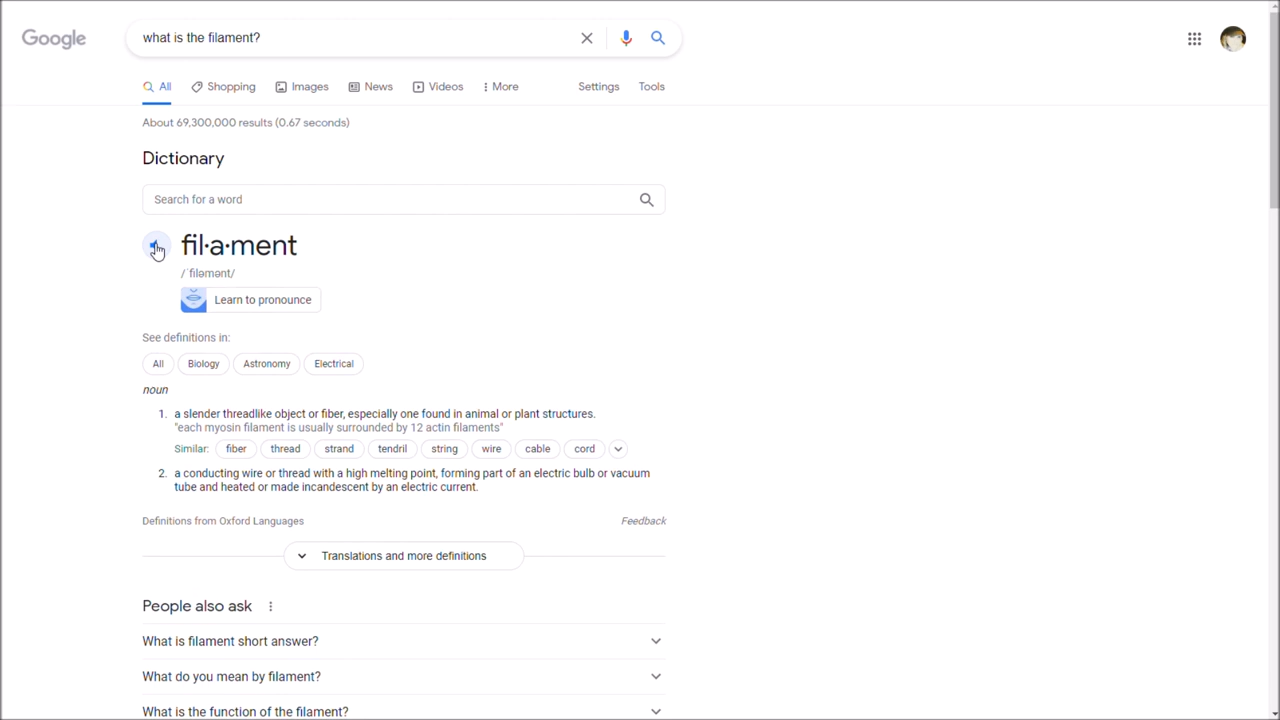 Google
what is the filament?
All Shopping Images News Videos More Settings Tools
About 69,300,000 results (0.67 seconds)
Dictionary
Search for a word
fil·a·ment
/ˈfiləmənt/
Learn to pronounce
See definitions in:
All Biology Astronomy Electrical
noun
1. a slender threadlike object or fiber, especially one found in animal or plant structures.
"each myosin filament is usually surrounded by 12 actin filaments"
Similar: fiber thread strand tendril string wire cable cord
2. a conducting wire or thread with a high melting point, forming part of an electric bulb or vacuum
tube and heated or made incandescent by an electric current.
Definitions from Oxford Languages Feedback
Translations and more definitions
People also ask
What is filament short answer?
What do you mean by filament?
What is the function of the filament?